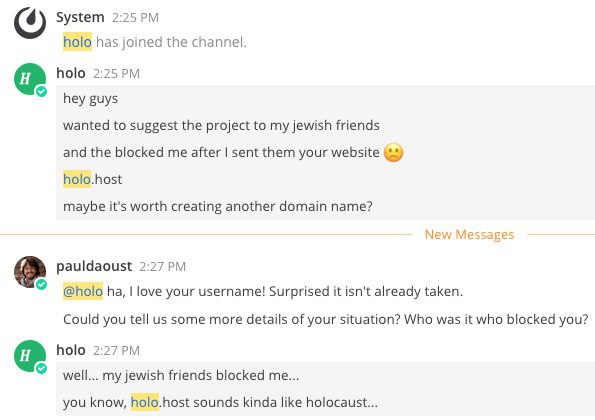 System 2:25 PM
holo has joined the channel.
H
holo 2:25 PM
hey guys
wanted to suggest the project to my jewish friends
and the blocked me after I sent them your website
holo.host
maybe it's worth creating another domain name?
New Messages
pauldaoust 2:27 PM
@holo ha, I love your username! Surprised it isn't already taken.
Could you tell us some more details of your situation? Who was it who blocked you?
H
holo 2:27 PM
well... my jewish friends blocked me...
you know, holo.host sounds kinda like holocaust...